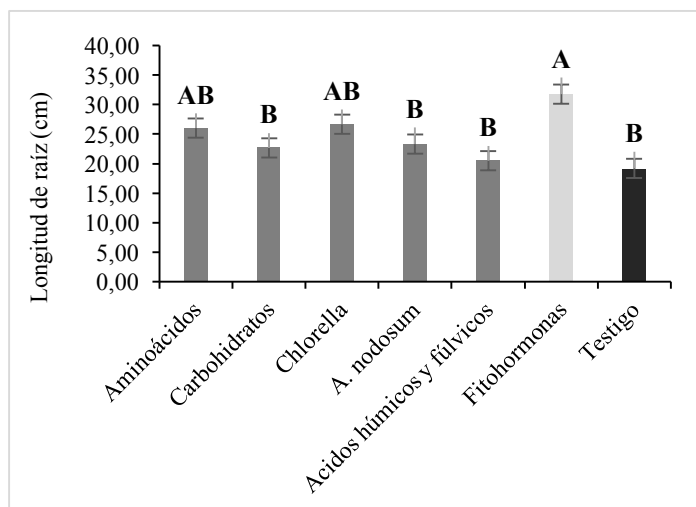 Longitud de raíz (cm)
40,00
35,00
30,00
25,00
20,00
15,00
10,00
5,00
0,00
AB
B
AB
B
B
A
B
Aminoácidos
Carbohidratos
Chlorella
A. nodosum
Acidos húmicos y fúlvicos
Fitohormonas
Testigo